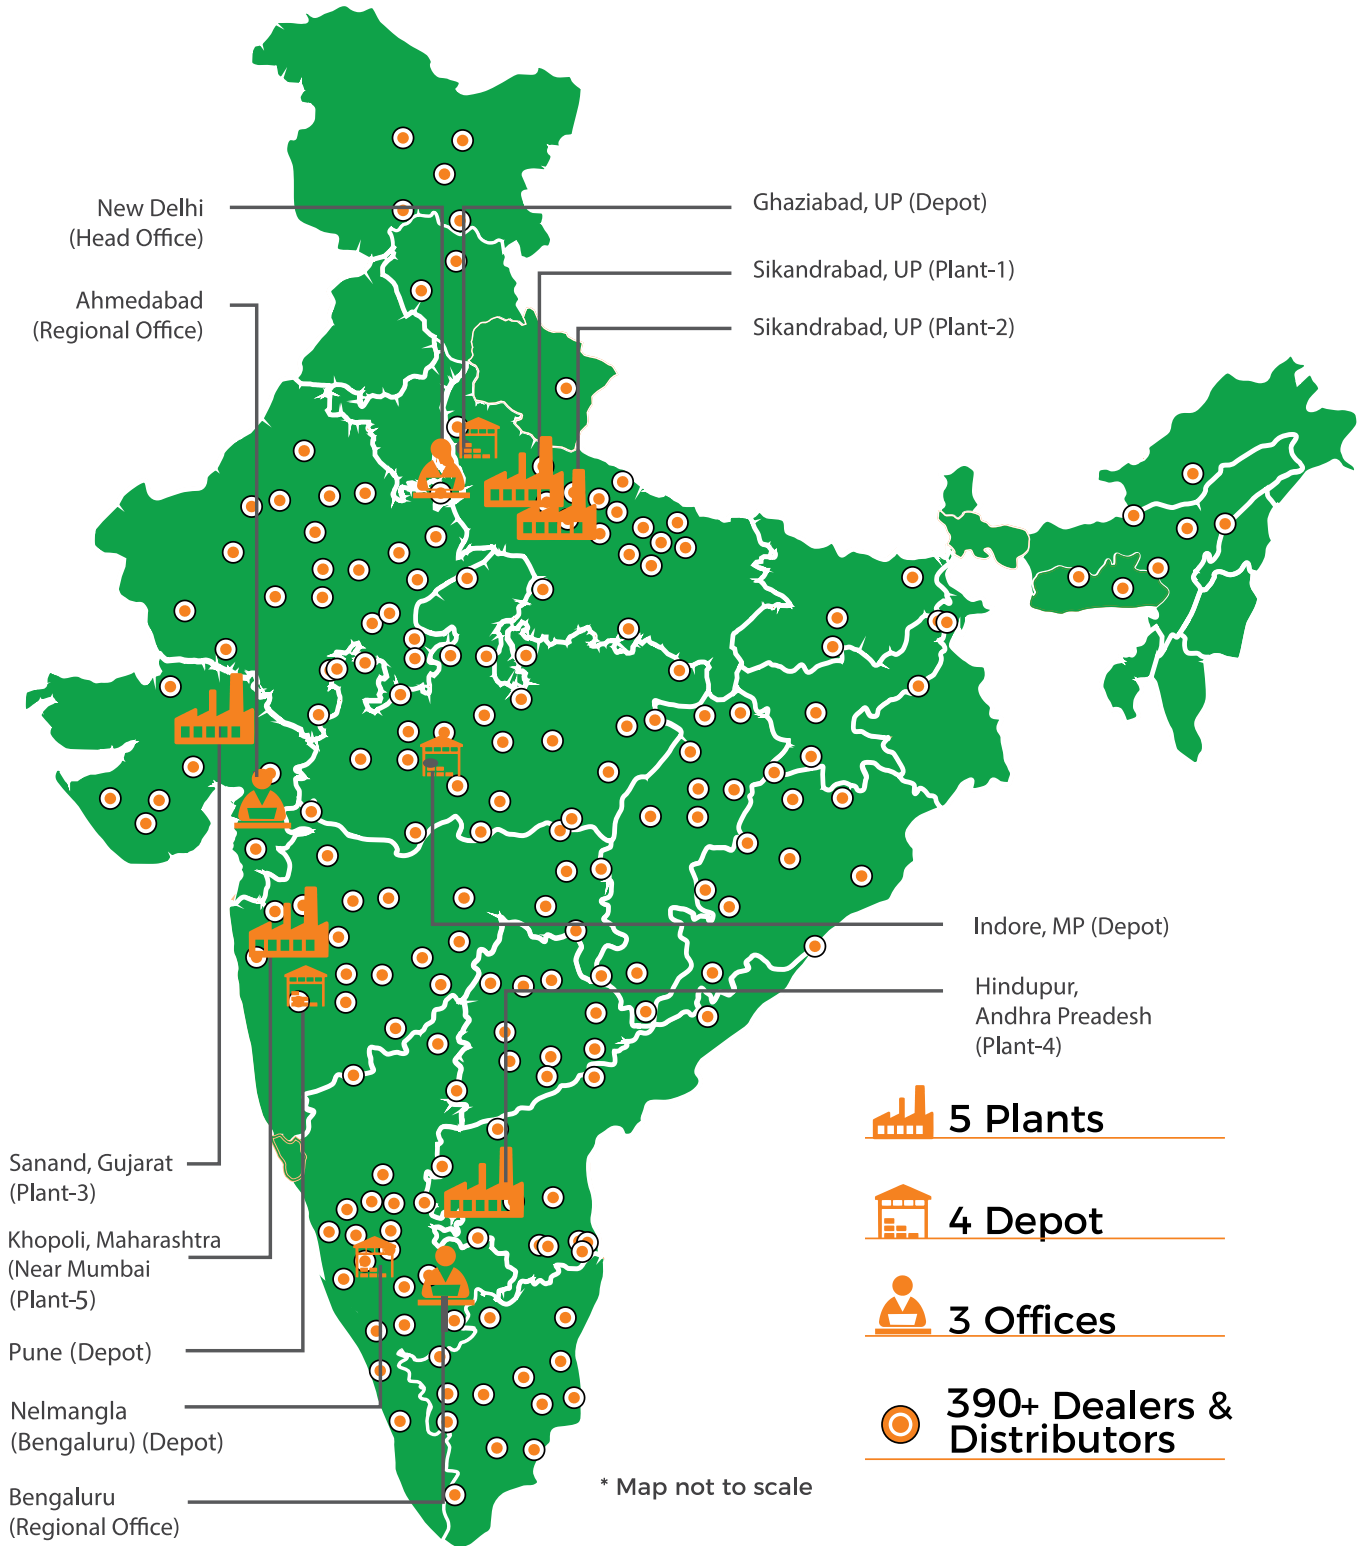 New Delhi
(Head Office)
Ahmedabad
(Regional Office)
Ghaziabad, UP (Depot)
Sikandrabad, UP (Plant-1)
Sikandrabad, UP (Plant-2)
Indore, MP (Depot)
Hindupur,
Andhra Preadesh
(Plant-4)
Sanand, Gujarat
(Plant-3)
Khopoli, Maharashtra
(Near Mumbai
(Plant-5)
Pune (Depot)
Nelmangla
(Bengaluru) (Depot)
Bengaluru
(Regional Office)
5 Plants
4 Depot
3 Offices
390+ Dealers &
Distributors
* Map not to scale